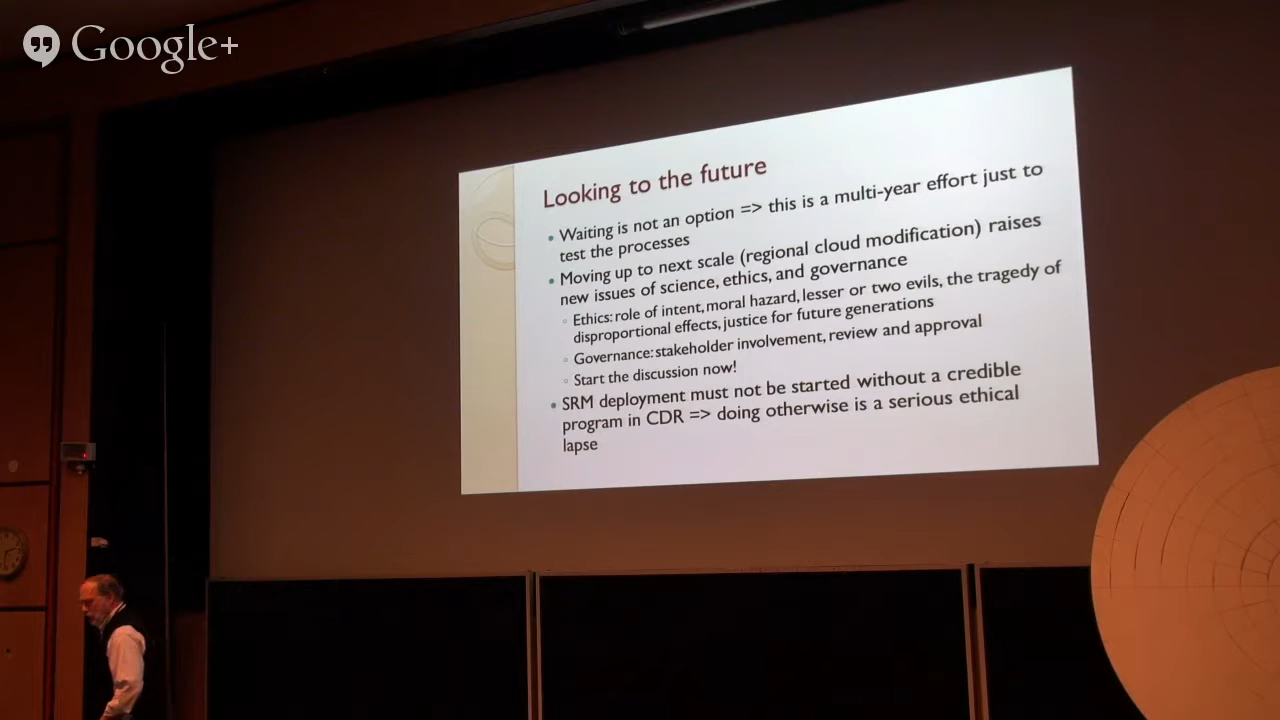 Google+
Looking to the future
• Waiting is not an option => this is a multi-year effort just to
test the processes
• Moving up to next scale (regional cloud modification) raises
new issues of science, ethics, and governance
◦ Ethics: role of intent, moral hazard, lesser or two evils, the tragedy of
disproportional effects, justice for future generations
◦ Governance: stakeholder involvement, review and approval
◦ Start the discussion now!
• SRM deployment must not be started without a credible
program in CDR => doing otherwise is a serious ethical
lapse